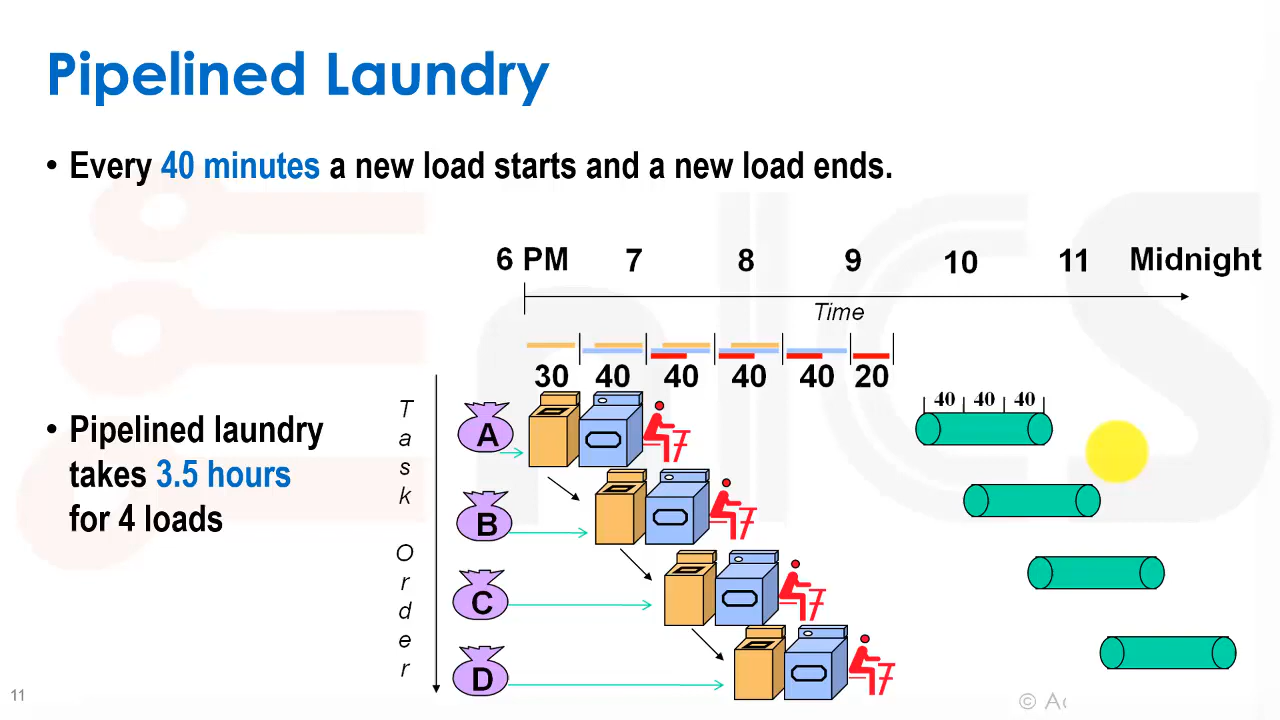 Pipelined Laundry
• Every 40 minutes a new load starts and a new load ends.
6 PM 7 8 9 10 11 Midnight
Time
30 40 40 40 40 20
40 40 40
• Pipelined laundry
takes 3.5 hours
for 4 loads
Task Order
A
B
C
D
11
©